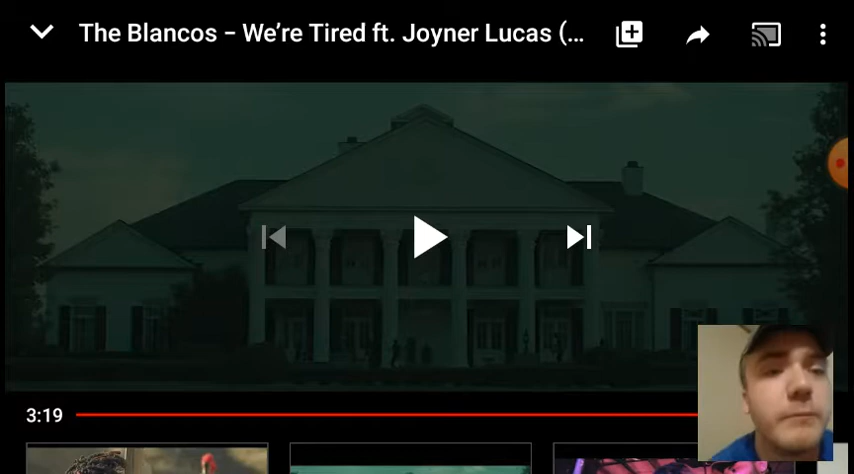 The Blancos – We’re Tired ft. Joyner Lucas (...
3:19